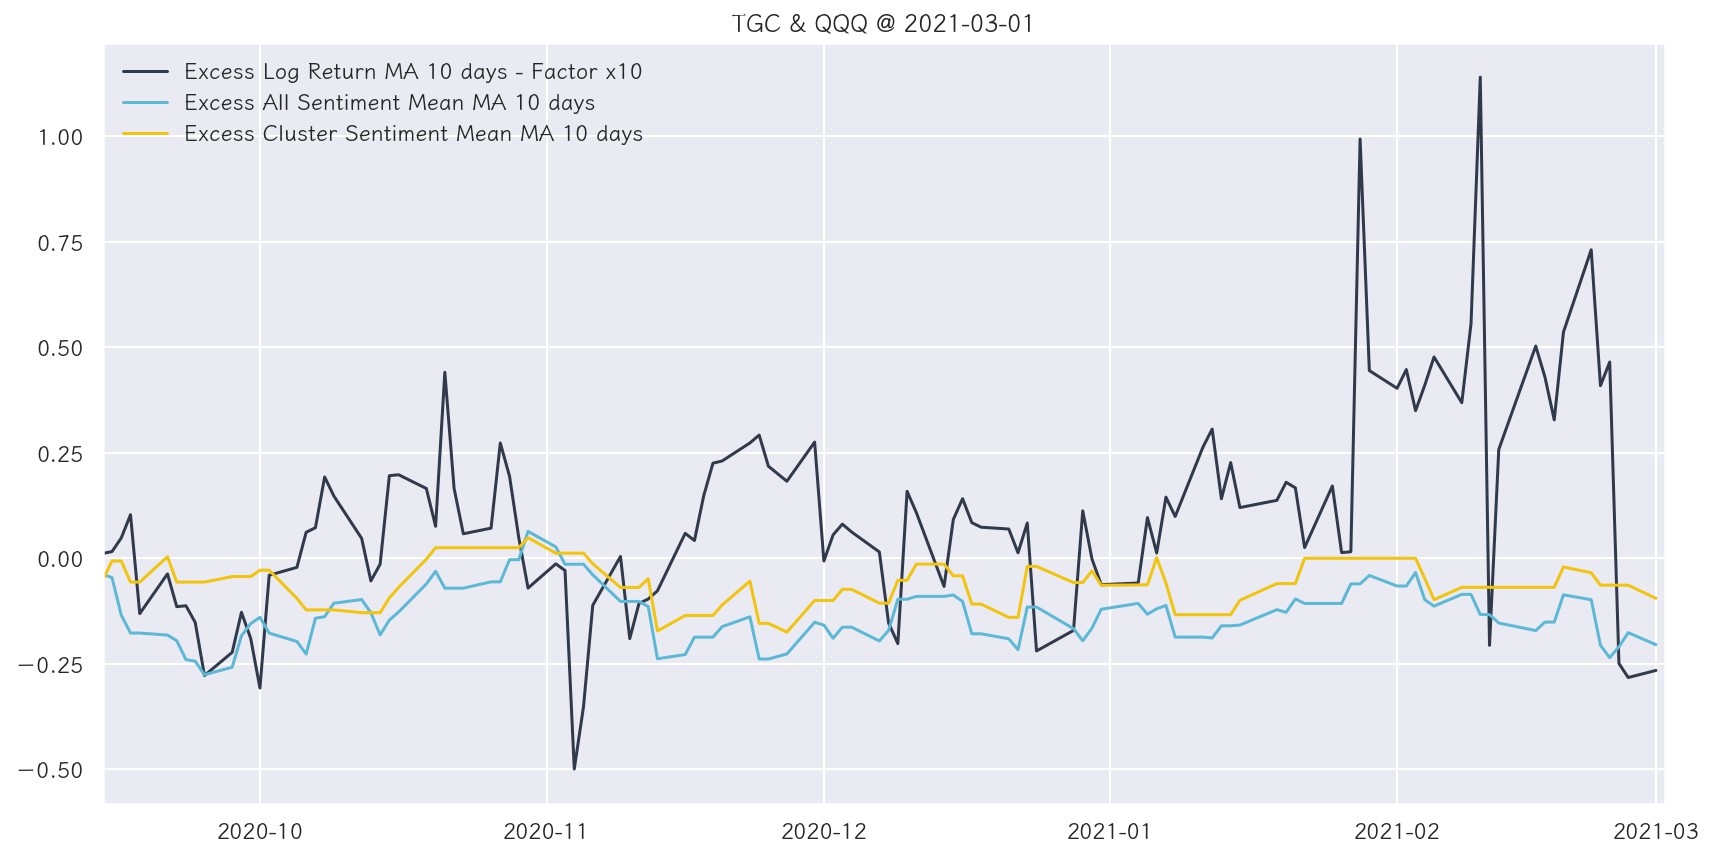 TGC & QQQ @ 2021-03-01
Excess Log Return MA 10 days - Factor x10
Excess All Sentiment Mean MA 10 days
Excess Cluster Sentiment Mean MA 10 days
1.00
0.75
0.50
0.25
0.00
−0.25
−0.50
2020-10 2020-11 2020-12 2021-01 2021-02 2021-03